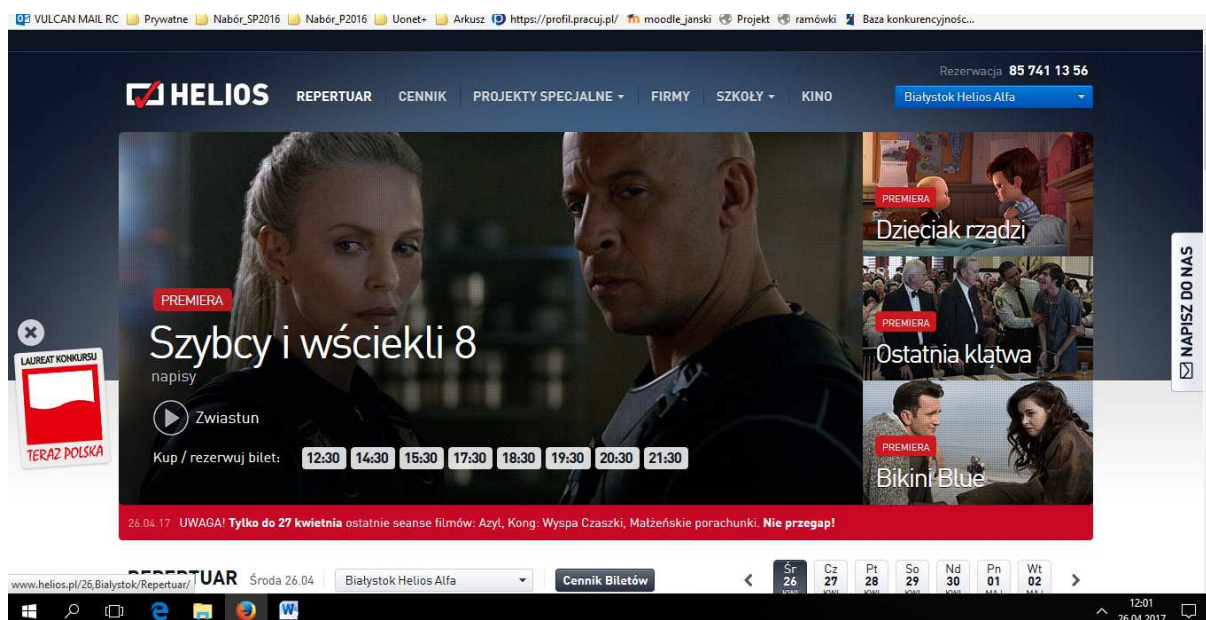 VULCAN MAIL RC Prywatne Nabór_SP2016 Nabór_P2016 Uonet+ Arkusz https://profil.pracuj.pl/ moodle_janski Projekt ramówki Baza konkurencyjnośc...
Rezerwacja 85 741 13 56
HELIOS REPERTUAR CENNIK PROJEKTY SPECJALNE FIRMY SZKOŁY KINO Białystok Helios Alfa
PREMIERA
Dzieciak rządzi
NAPISZ DO NAS
PREMIERA
Szybcy i wściekli 8
napisy
PREMIERA
Ostatnia klątwa
LAUREAT KONKURSU
TERAZ POLSKA
Zwiastun
Kup / rezerwuj bilet: 12:30 14:30 15:30 17:30 18:30 19:30 20:30 21:30
PREMIERA
Bikini Blue
26.04.17 UWAGA! Tylko do 27 kwietnia ostatnie seanse filmów: Azyl, Kong: Wyspa Czaszki, Małżeńskie porachunki. Nie przegap!
REPERTUAR Środa 26.04 Białystok Helios Alfa Cennik Biletów
Śr Cz Pt So Nd Pn Wt
26 27 28 29 30 01 02
www.helios.pl/26,Bialystok/Repertuar/
12:01
26.04.2017